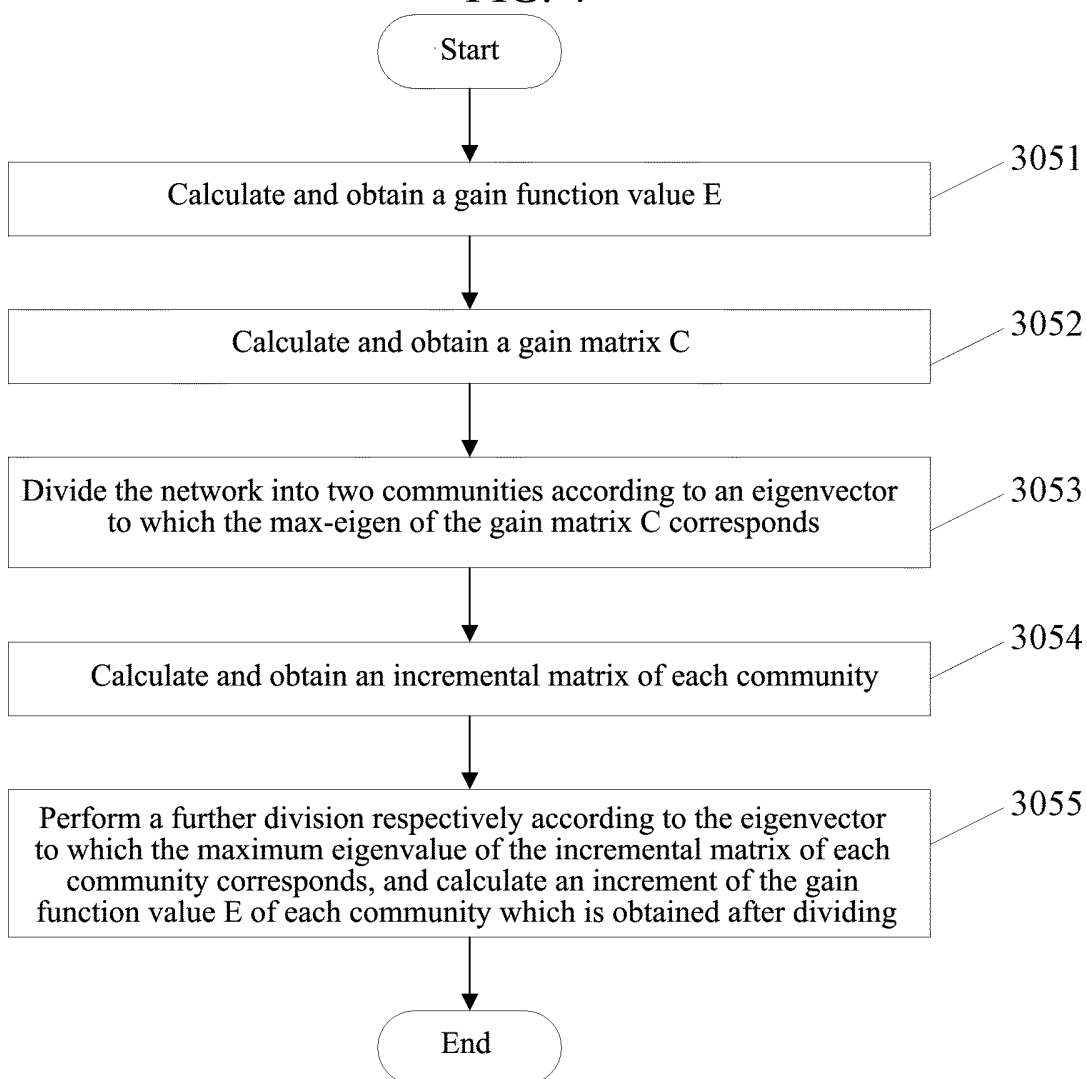 Start
3051
Calculate and obtain a gain function value E
3052
Calculate and obtain a gain matrix C
3053
Divide the network into two communities according to an eigenvector
to which the max-eigen of the gain matrix C corresponds
3054
Calculate and obtain an incremental matrix of each community
3055
Perform a further division respectively according to the eigenvector
to which the maximum eigenvalue of the incremental matrix of each
community corresponds, and calculate an increment of the gain
function value E of each community which is obtained after dividing
End